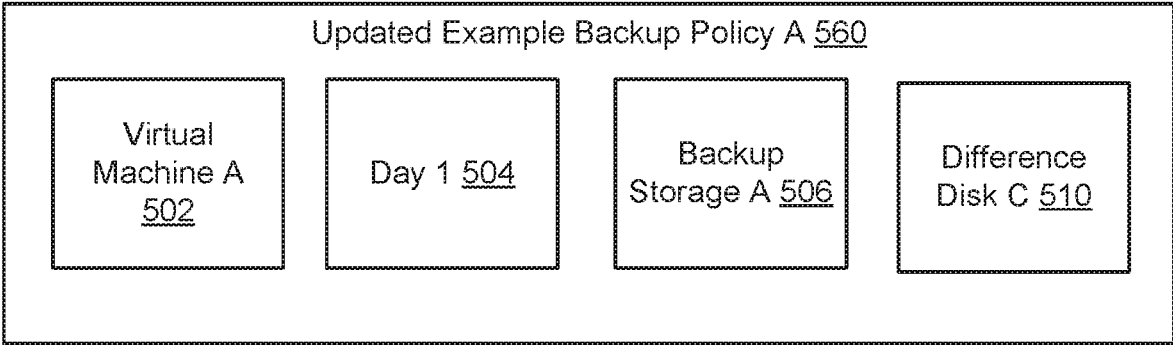 Updated Example Backup Policy A 560
Virtual
Machine A
502
Day 1 504
Backup
Storage A 506
Difference
Disk C 510